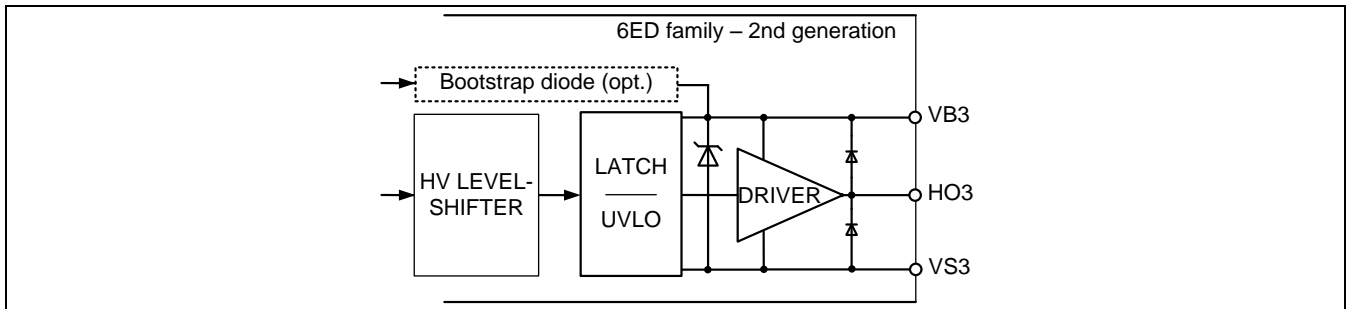 6ED family – 2nd generation
Bootstrap diode (opt.)
VB3
HV LEVEL-
SHIFTER
LATCH
UVLO
DRIVER
HO3
VS3